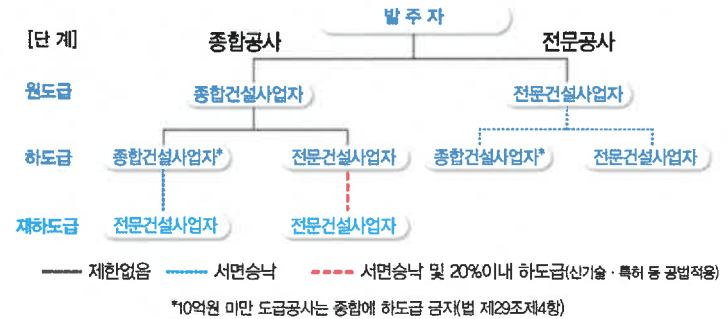 발 주 자
[단 계] 종합공사 전문공사
원도급 종합건설사업자 전문건설사업자
하도급 종합건설사업자* 전문건설사업자 종합건설사업자* 전문건설사업자
재하도급 전문건설사업자 전문건설사업자
제한없음 서면승낙 서면승낙 및 20%이내 하도급(신기술·특허 등 공법적용)
*10억원 미만 도급공사는 종합에 하도급 금지(법 제29조제4항)